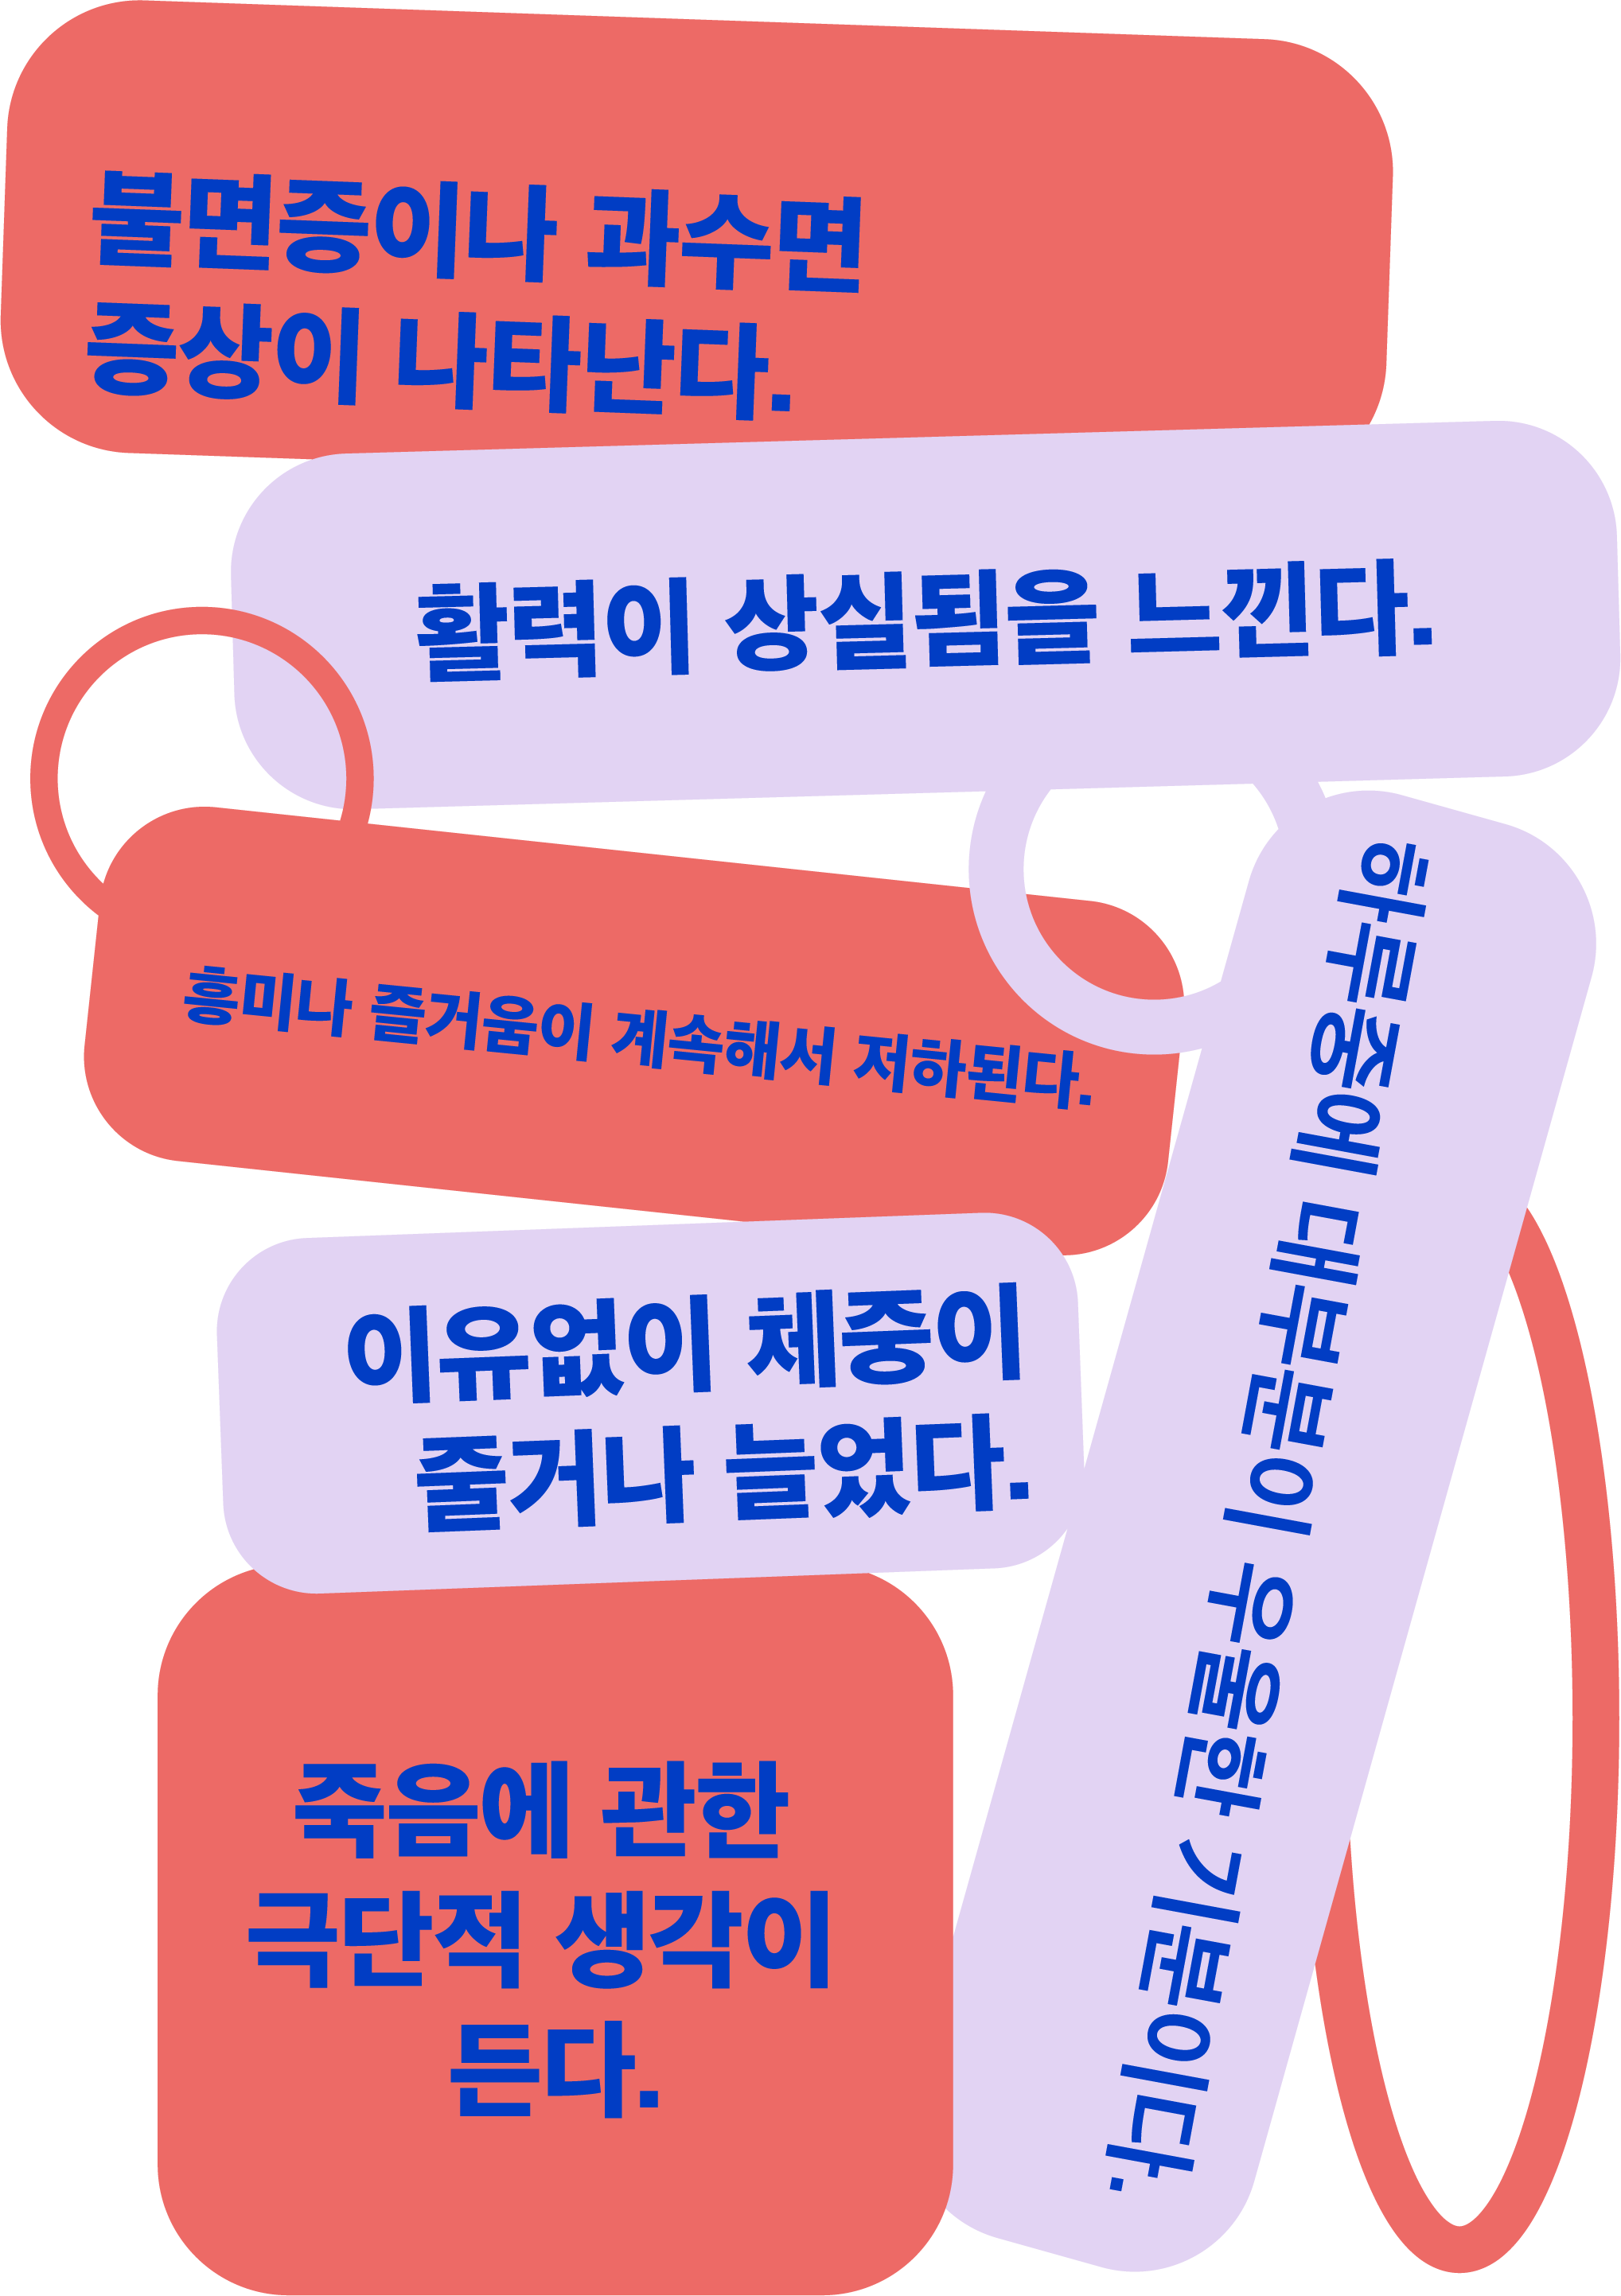 불면증이나 과수면
증상이 나타난다.
활력이 상실됨을 느낀다.
흥미나 즐거움이 계속해서 저하된다.
하루중에 대부분이 우울한 기분이다.
이유없이 체중이
줄거나 늘었다.
죽음에 관한
극단적 생각이
든다.